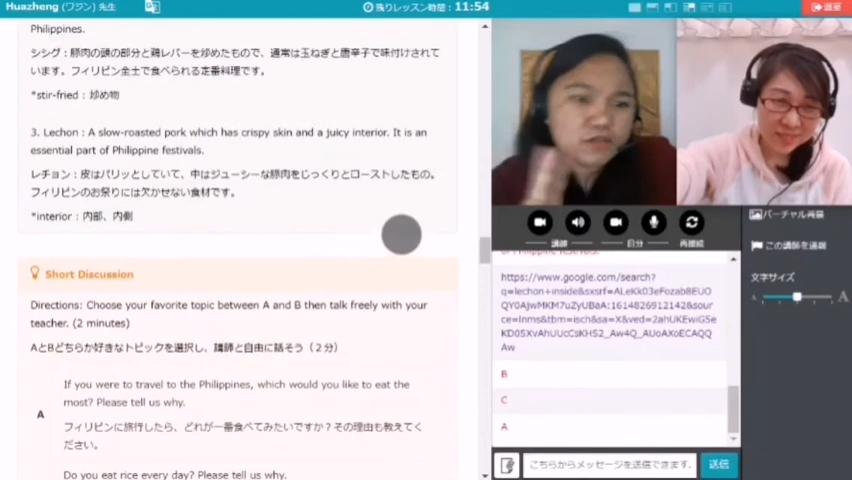 Huazheng (ワジン) 先生
残りレッスン時間：11:54
退室
Philippines.
シシグ：豚肉の頭の部分と鶏レバーを炒めたもので、通常は玉ねぎと唐辛子で味付けされて
います。フィリピン全土で食べられる定番料理です。
*stir-fried：炒め物
3. Lechon : A slow-roasted pork which has crispy skin and a juicy interior. It is an
essential part of Philippine festivals.
レチョン：皮はパリッとしていて、中はジューシーな豚肉をじっくりとローストしたもの。
フィリピンのお祭りには欠かせない食材です。
*interior：内部、内側
Short Discussion
Directions: Choose your favorite topic between A and B then talk freely with your
teacher. (2 minutes)
AとBどちらか好きなトピックを選択し、講師と自由に話そう（２分）
A
If you were to travel to the Philippines, which would you like to eat the
most? Please tell us why.
フィリピンに旅行したら、どれが一番食べてみたいですか？その理由も教えてく
ださい。
Do you eat rice every day? Please tell us why.
講師
自分
再接続
バーチャル背景
この講師を通報
文字サイズ
A
A
of Philippine festivals.
https://www.google.com/search?
B
C
A
こちらからメッセージを送信できます。
送信